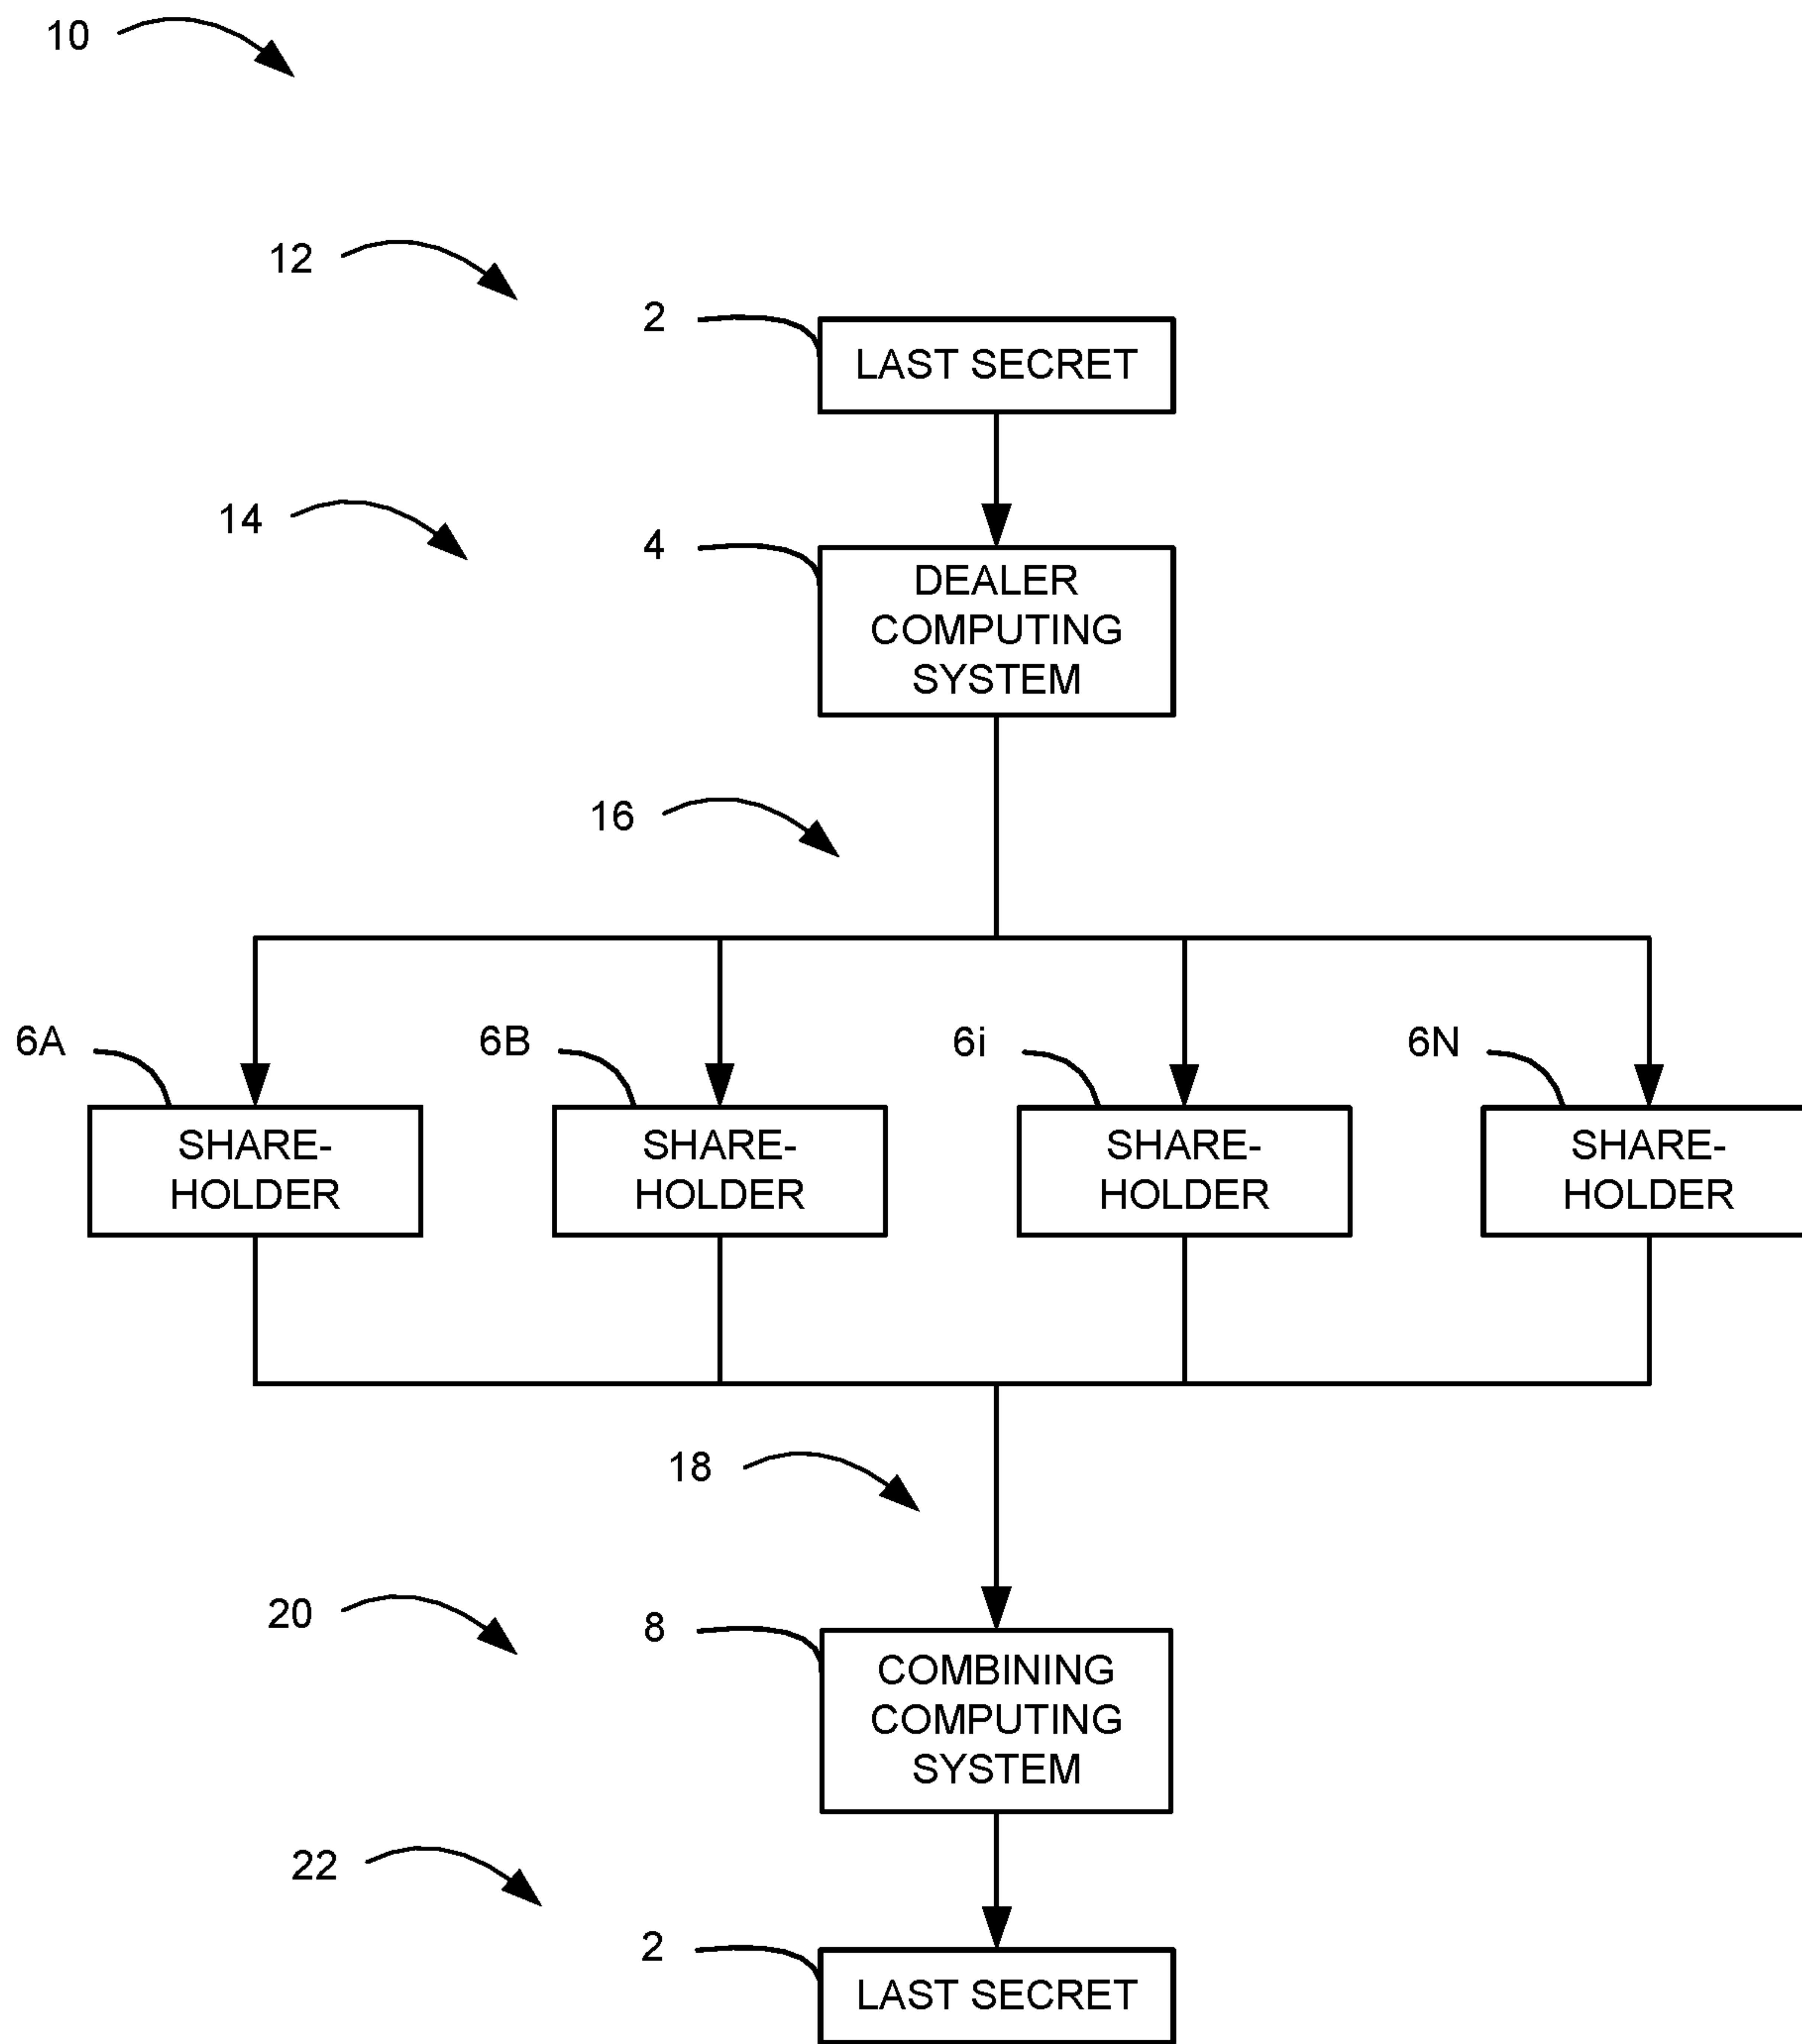 10
12
2
LAST SECRET
14
4
DEALER
COMPUTING
SYSTEM
16
6A
6B
6i
6N
SHARE-
HOLDER
SHARE-
HOLDER
SHARE-
HOLDER
SHARE-
HOLDER
18
20
8
COMBINING
COMPUTING
SYSTEM
22
2
LAST SECRET